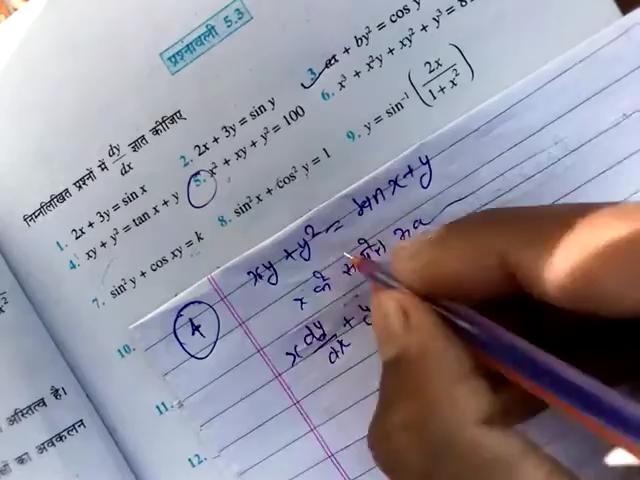 प्रश्नावली 5.3
निम्नलिखित प्रश्नों में dy/dx ज्ञात कीजिए
1. 2x + 3y = sin x
2. 2x + 3y = sin y
3. ax + by² = cos y
4. xy + y² = tan x + y
5. x² + xy + y² = 100
6. x³ + x²y + xy² + y³ = 8
7. sin² y + cos xy = k
8. sin² x + cos² y = 1
9. y = sin⁻¹ (2x/1 + x²)
10.
11.
12.
अस्तित्व है।
का अवकलन
4
xy + y² = tan x + y
x के
x dy/dx +